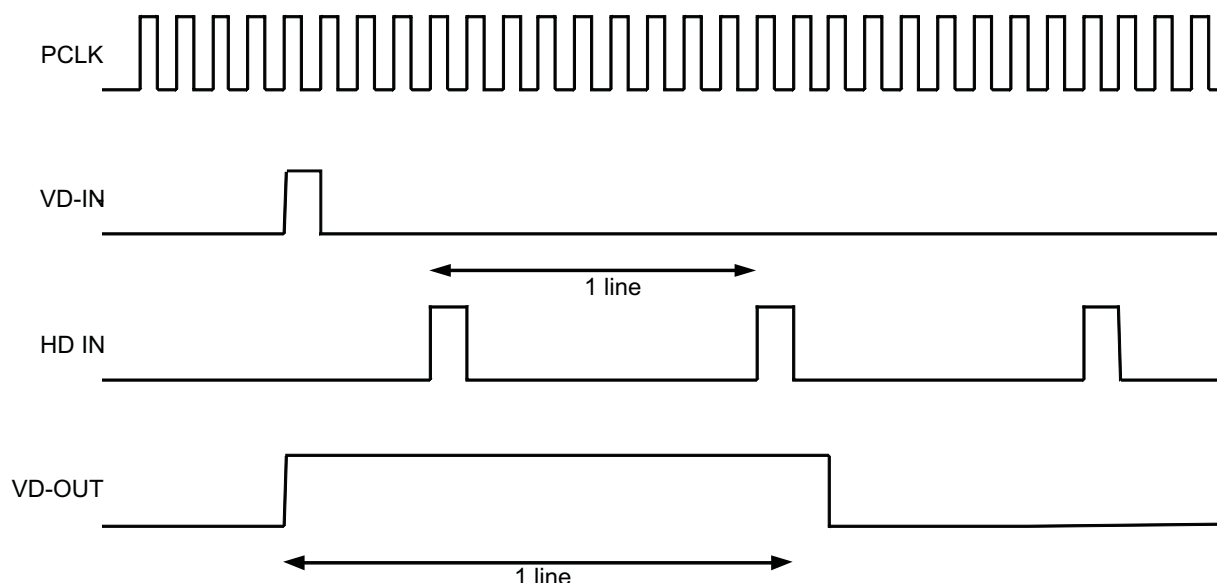 PCLK
VD-IN
1 line
HD IN
VD-OUT
1 line